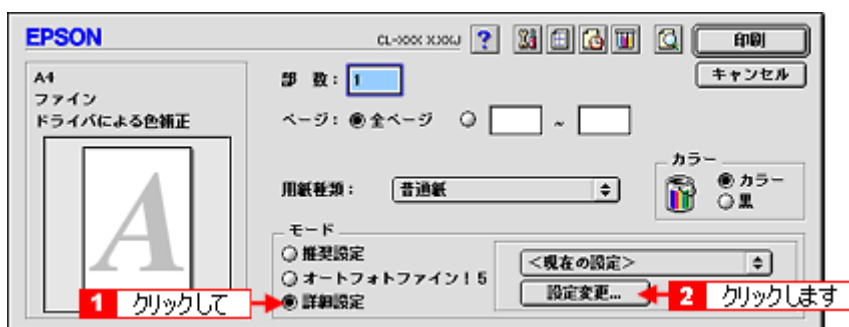 EPSON
CL-XXXX X.XXJ
?
印刷
キャンセル
A4
ファイン
ドライバによる色補正
A
部 数: 1
ページ: 全ページ ~
用紙種類: 普通紙
カラー
カラー
黒
モード
推奨設定
オートフォトファイン!5
詳細設定
<現在の設定>
設定変更...
1 クリックして
2 クリックします